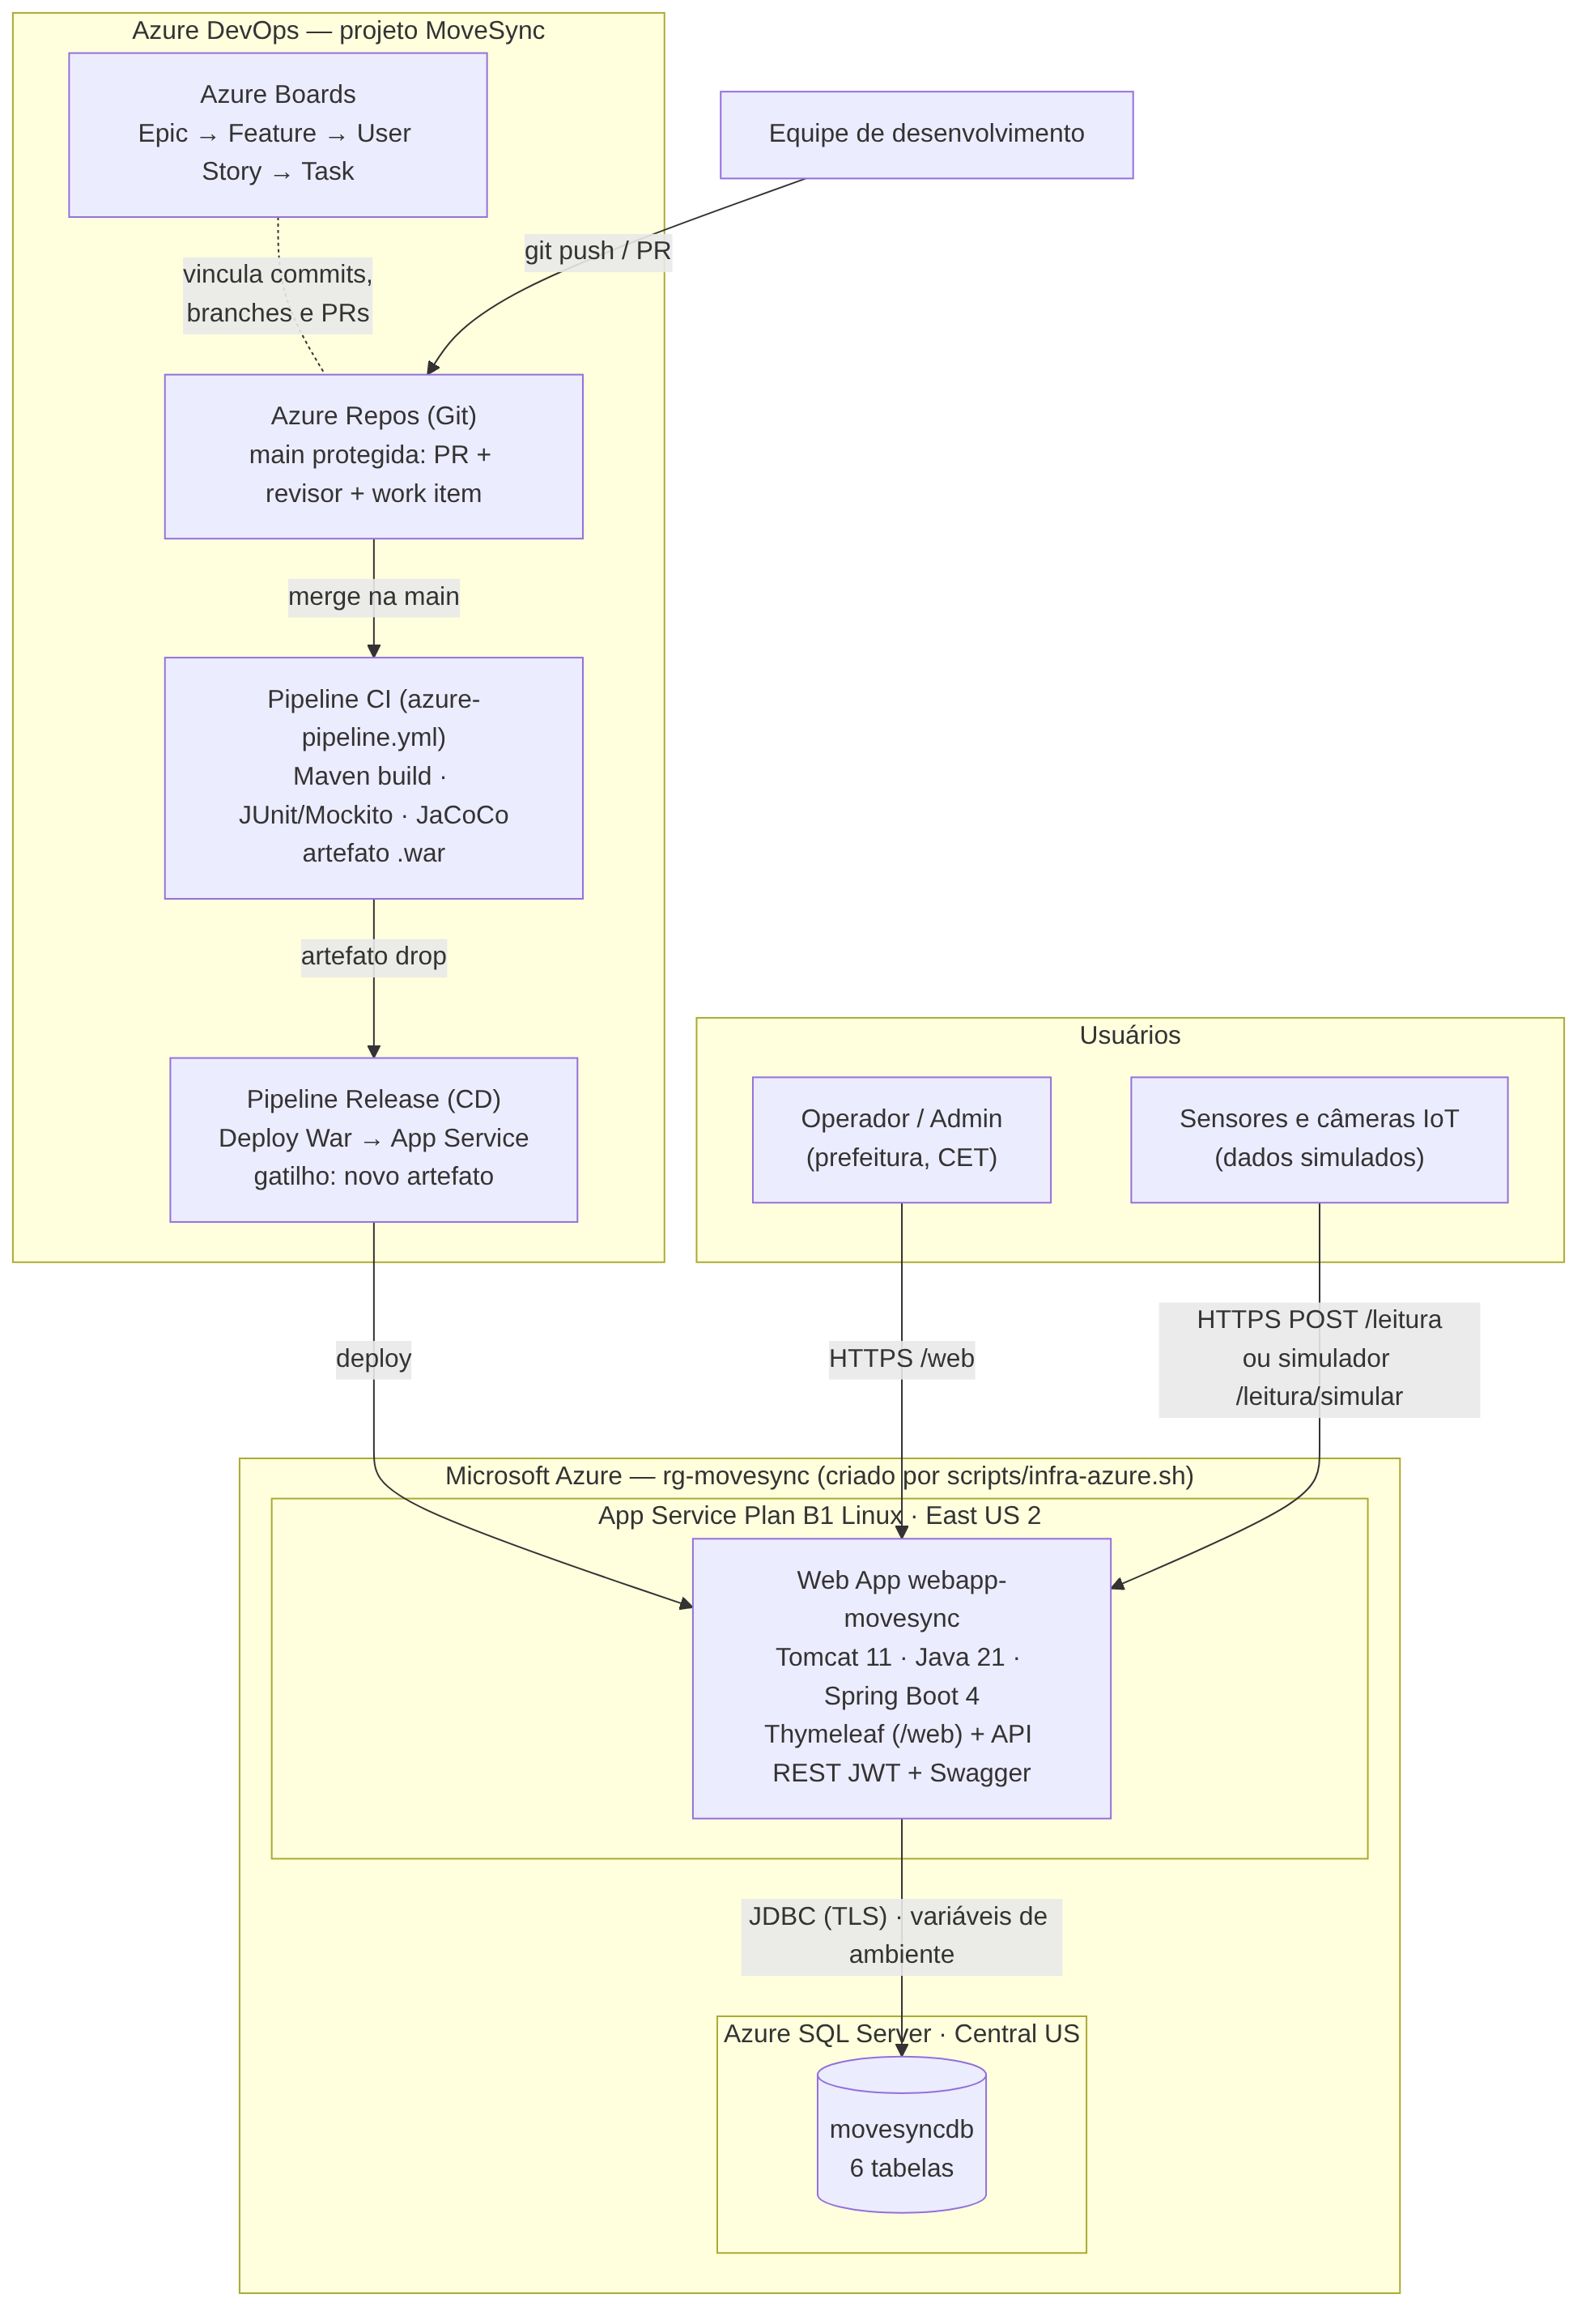 Azure DevOps — projeto MoveSync
Azure Boards
Epic → Feature → User
Story → Task
Equipe de desenvolvimento
git push / PR
vincula commits,
branches e PRs
Azure Repos (Git)
main protegida: PR +
revisor + work item
merge na main
Pipeline CI (azure-
pipeline.yml)
Maven build ·
JUnit/Mockito · JaCoCo
artefato .war
artefato drop
Pipeline Release (CD)
Deploy War → App Service
gatilho: novo artefato
Usuários
Operador / Admin
(prefeitura, CET)
Sensores e câmeras IoT
(dados simulados)
deploy
HTTPS /web
HTTPS POST /leitura
ou simulador
/leitura/simular
Microsoft Azure — rg-movesync (criado por scripts/infra-azure.sh)
App Service Plan B1 Linux · East US 2
Web App webapp-
movesync
Tomcat 11 · Java 21 ·
Spring Boot 4
Thymeleaf (/web) + API
REST JWT + Swagger
JDBC (TLS) · variáveis de
ambiente
Azure SQL Server · Central US
movesyncdb
6 tabelas